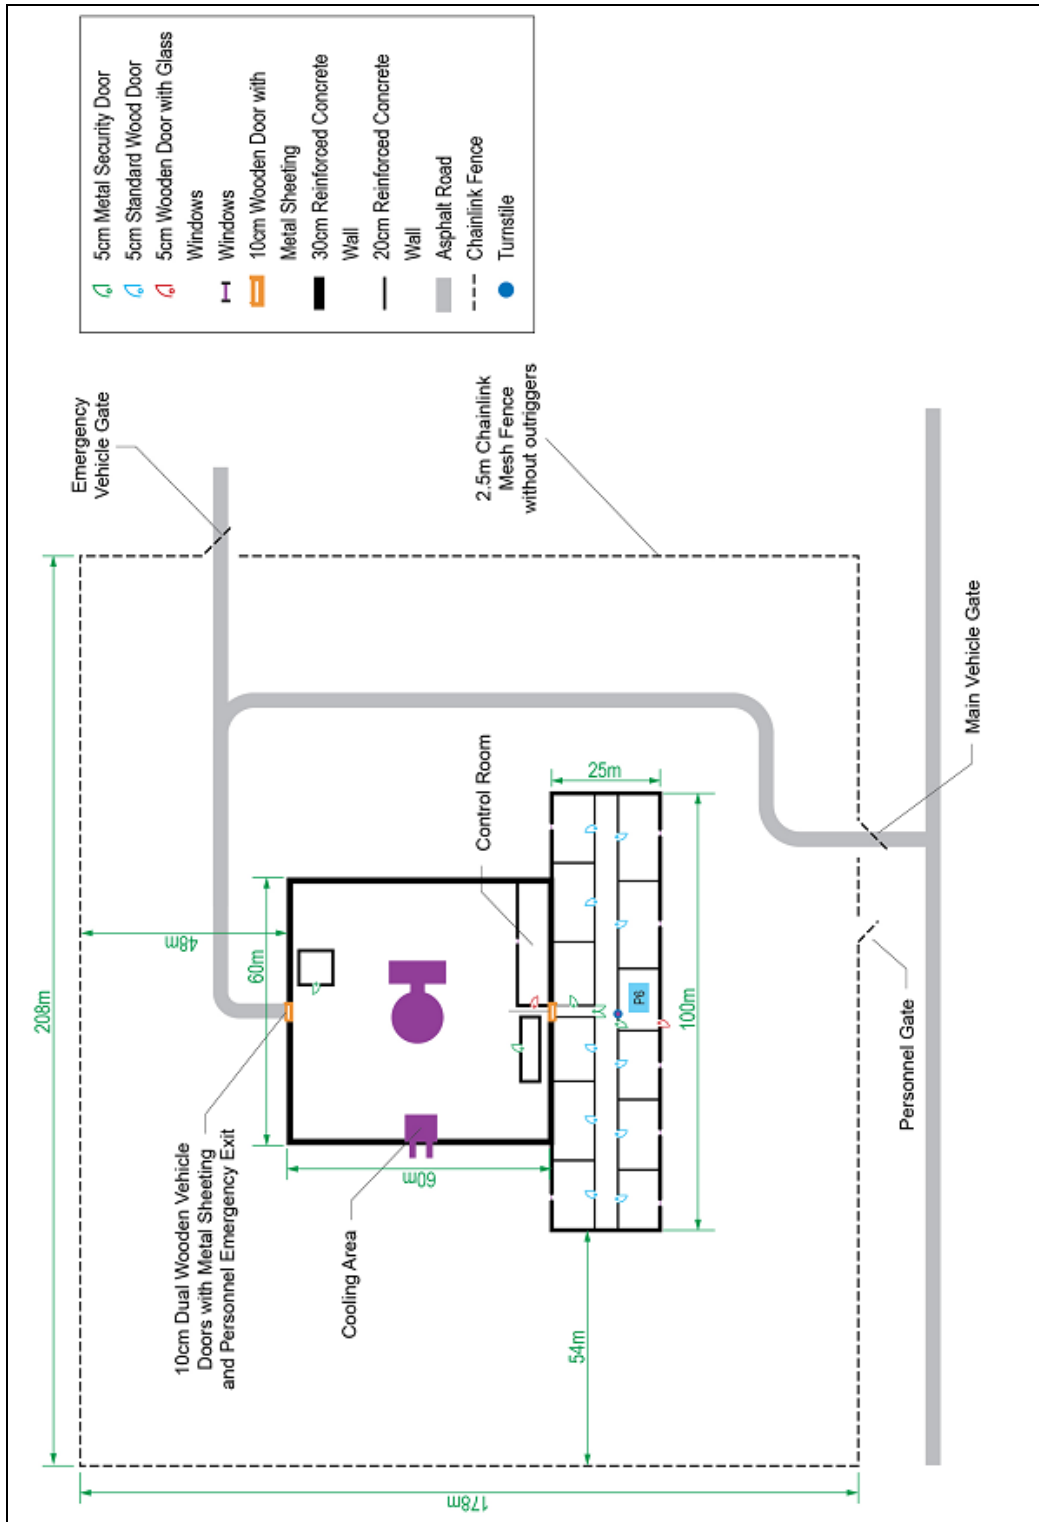 5cm Metal Security Door
5cm Standard Wood Door
5cm Wooden Door with Glass
Windows
Windows
10cm Wooden Door with
Metal Sheeting
30cm Reinforced Concrete
Wall
20cm Reinforced Concrete
Wall
Asphalt Road
Chainlink Fence
Turnstile
Emergency
Vehicle Gate
2.5m Chainlink
Mesh Fence
without outriggers
Main Vehicle Gate
Personnel Gate
Control Room
Cooling Area
10cm Dual Wooden Vehicle
Doors with Metal Sheeting
and Personnel Emergency Exit
208m
178m
48m
60m
60m
25m
100m
54m
P6